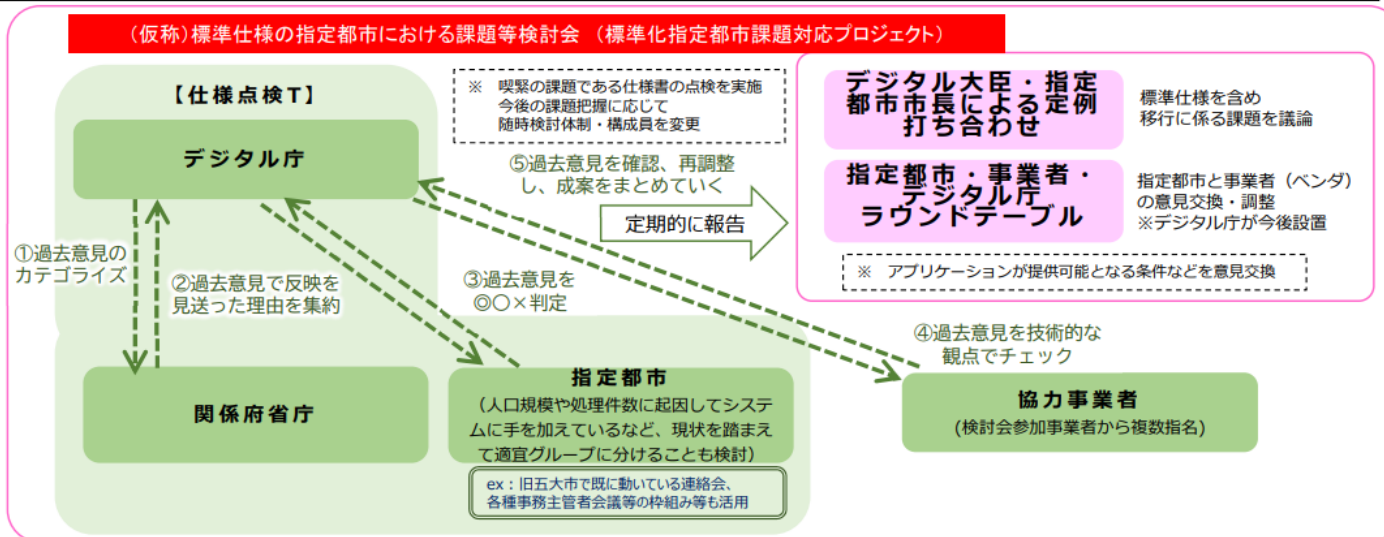 （仮称）標準仕様の指定都市における課題等検討会　（標準化指定都市課題対応プロジェクト）
【仕様点検T】
デジタル庁
※　喫緊の課題である仕様書の点検を実施
今後の課題把握に応じて
随時検討体制・構成員を変更
デジタル大臣・指定
都市市長による定例
打ち合わせ
標準仕様を含め
移行に係る課題を議論
⑤過去意見を確認、再調整
し、成案をまとめていく
定期的に報告
指定都市・事業者・
デジタル庁
ラウンドテーブル
指定都市と事業者（ベンダ）
の意見交換・調整
※デジタル庁が今後設置
※　アプリケーションが提供可能となる条件などを意見交換
①過去意見の
カテゴライズ
②過去意見で反映を
見送った理由を集約
③過去意見を
◎〇×判定
④過去意見を技術的な
観点でチェック
関係府省庁
指定都市
（人口規模や処理件数に起因してシステ
ムに手を加えているなど、現状を踏まえ
て適宜グループに分けることも検討）
ex：旧五大市で既に動いている連絡会、
各種事務主管者会議等の枠組み等も活用
協力事業者
(検討会参加事業者から複数指名)